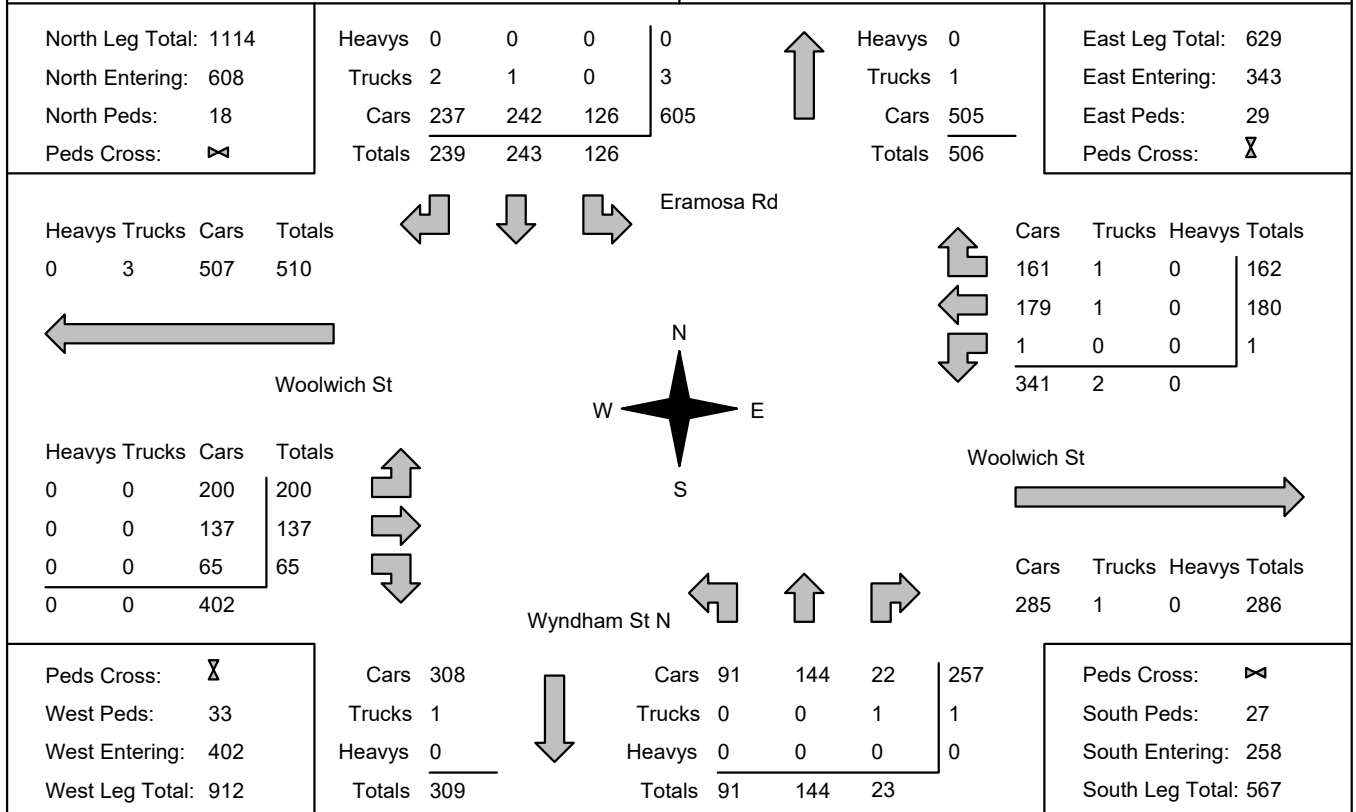 North Leg Total: 1114
North Entering: 608
North Peds: 18
Peds Cross:
Heavys 0 0 0 0
Trucks 2 1 0 3
Cars 237 242 126 605
Totals 239 243 126
Heavys 0
Trucks 1
Cars 505
Totals 506
East Leg Total: 629
East Entering: 343
East Peds: 29
Peds Cross:
Eramosa Rd
Heavys Trucks Cars Totals
0 3 507 510
Cars Trucks Heavys Totals
161 1 0 162
179 1 0 180
1 0 0 1
341 2 0
Woolwich St
N
W E
S
Heavys Trucks Cars Totals
0 0 200 200
0 0 137 137
0 0 65 65
0 0 402
Woolwich St
Cars Trucks Heavys Totals
285 1 0 286
Wyndham St N
Peds Cross:
West Peds: 33
West Entering: 402
West Leg Total: 912
Cars 308
Trucks 1
Heavys 0
Totals 309
Cars 91 144 22 257
Trucks 0 0 1 1
Heavys 0 0 0 0
Totals 91 144 23
Peds Cross:
South Peds: 27
South Entering: 258
South Leg Total: 567